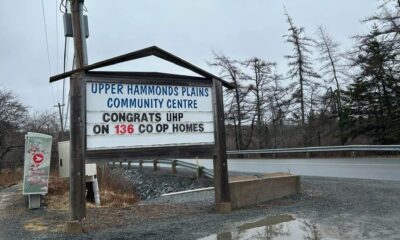 UPPER HAMMONDS PLAINS
COMMUNITY CENTRE
CONGRATS UHP
ON 136 CO OP HOMES